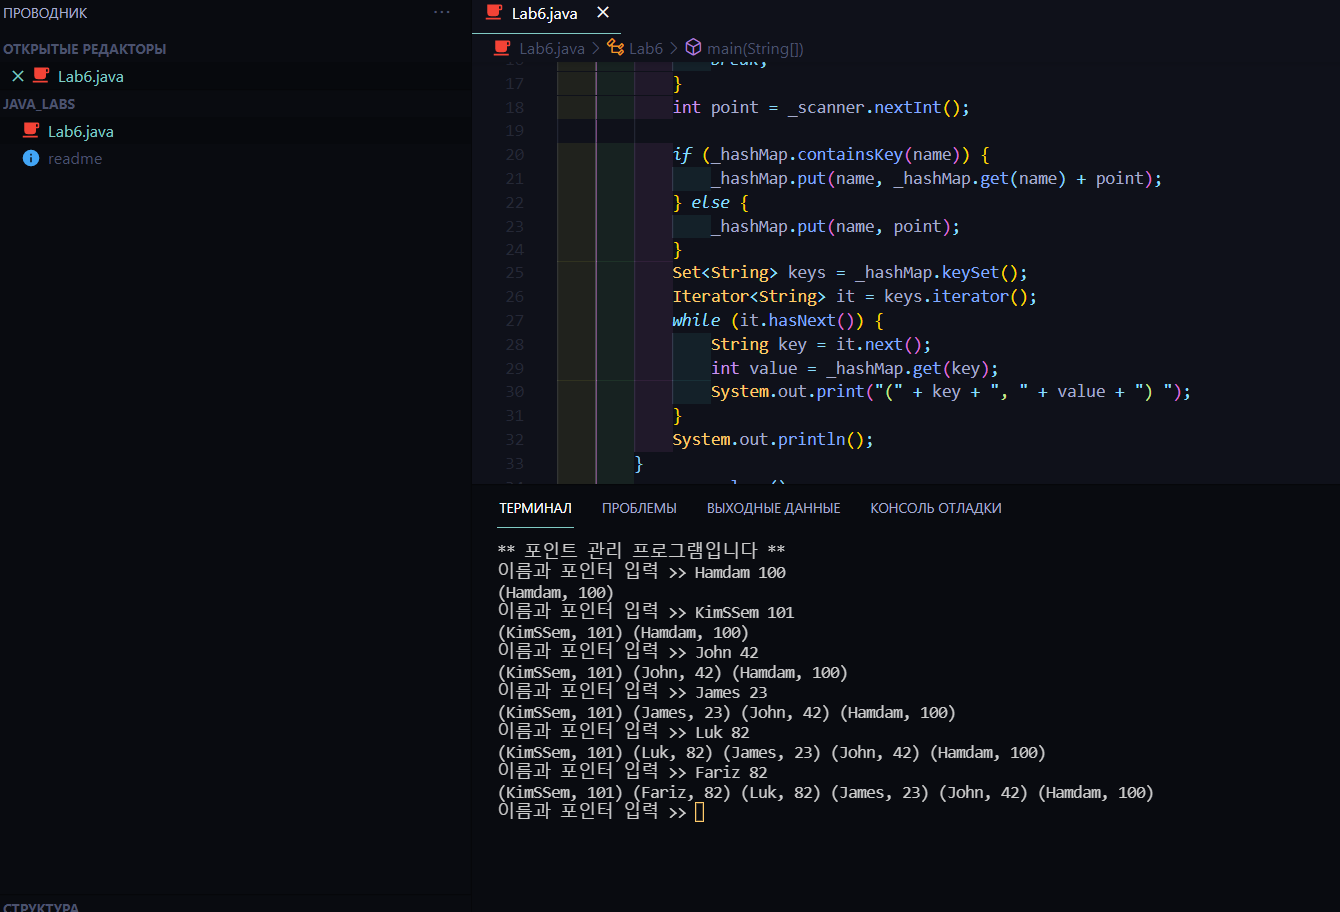 ПРОВОДНИК
ОТКРЫТЫЕ РЕДАКТОРЫ
Lab6.java
JAVA_LABS
Lab6.java
readme
СТРУКТУРА
Lab6.java
Lab6.java > Lab6 > main(String[])
16 break;
17 }
18 int point = _scanner.nextInt();
19
20 if (_hashMap.containsKey(name)) {
21 _hashMap.put(name, _hashMap.get(name) + point);
22 } else {
23 _hashMap.put(name, point);
24 }
25 Set<String> keys = _hashMap.keySet();
26 Iterator<String> it = keys.iterator();
27 while (it.hasNext()) {
28 String key = it.next();
29 int value = _hashMap.get(key);
30 System.out.print("(" + key + ", " + value + ") ");
31 }
32 System.out.println();
33 }
ТЕРМИНАЛ ПРОБЛЕМЫ ВЫХОДНЫЕ ДАННЫЕ КОНСОЛЬ ОТЛАДКИ
** 포인트 관리 프로그램입니다 **
이름과 포인터 입력 >> Hamdam 100
(Hamdam, 100)
이름과 포인터 입력 >> KimSSem 101
(KimSSem, 101) (Hamdam, 100)
이름과 포인터 입력 >> John 42
(KimSSem, 101) (John, 42) (Hamdam, 100)
이름과 포인터 입력 >> James 23
(KimSSem, 101) (James, 23) (John, 42) (Hamdam, 100)
이름과 포인터 입력 >> Luk 82
(KimSSem, 101) (Luk, 82) (James, 23) (John, 42) (Hamdam, 100)
이름과 포인터 입력 >> Fariz 82
(KimSSem, 101) (Fariz, 82) (Luk, 82) (James, 23) (John, 42) (Hamdam, 100)
이름과 포인터 입력 >>